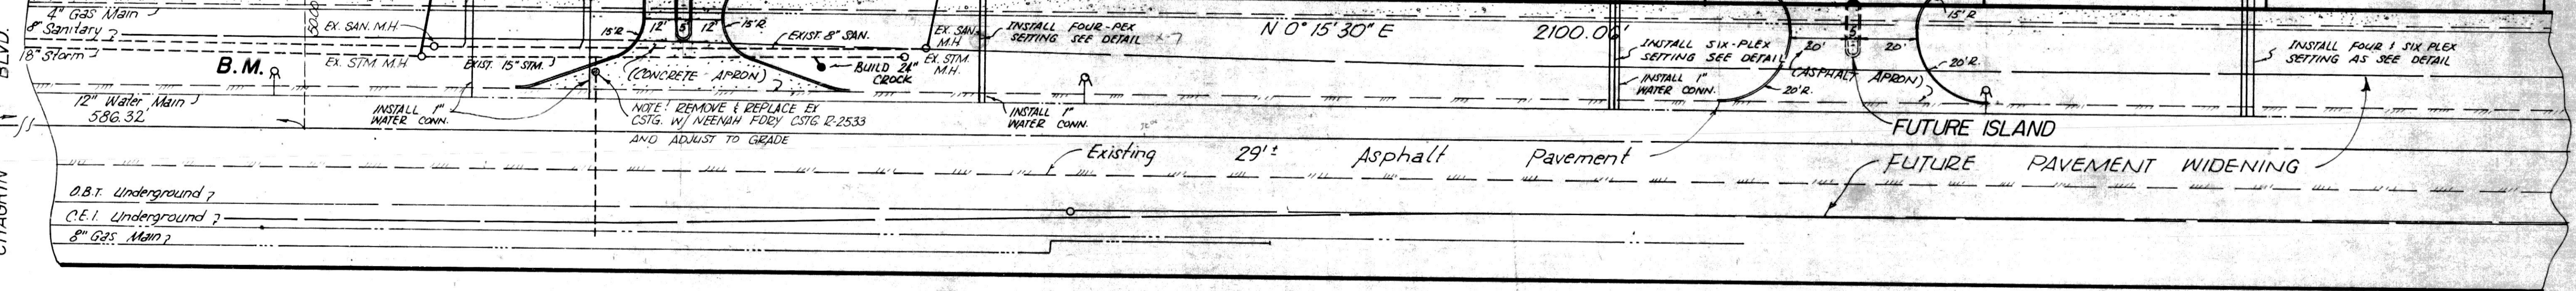 BLVD.
CHAGRIN
4" Gas Main
8" Sanitary
18" Storm
50.00
EX. SAN. M.H.
EX. STM. M.H.
B.M.
12" Water Main
586.32'
INSTALL 1"
WATER CONN.
EXIST. 15" STM.
15'R.
12'
5'
12'
15'R.
(CONCRETE APRON)
EXIST. 8" SAN.
BUILD 24"
CROCK
NOTE: REMOVE & REPLACE EX
CSTG. W/ NEENAH FDRY CSTG. R-2533
AND ADJUST TO GRADE
EX. SAN.
M.H.
EX. STM.
M.H.
INSTALL FOUR-PEX
SETTING SEE DETAIL
INSTALL 1"
WATER CONN.
N 0° 15' 30" E
2100.00'
INSTALL SIX-PLEX
SETTING SEE DETAIL
INSTALL 1"
WATER CONN.
20'
5'
20'
15'R
(ASPHALT APRON)
20'R.
20'R.
FUTURE ISLAND
INSTALL FOUR & SIX PLEX
SETTING AS SEE DETAIL
Existing 29'± Asphalt Pavement
FUTURE PAVEMENT WIDENING
O.B.T. Underground
C.E.I. Underground
8" Gas Main